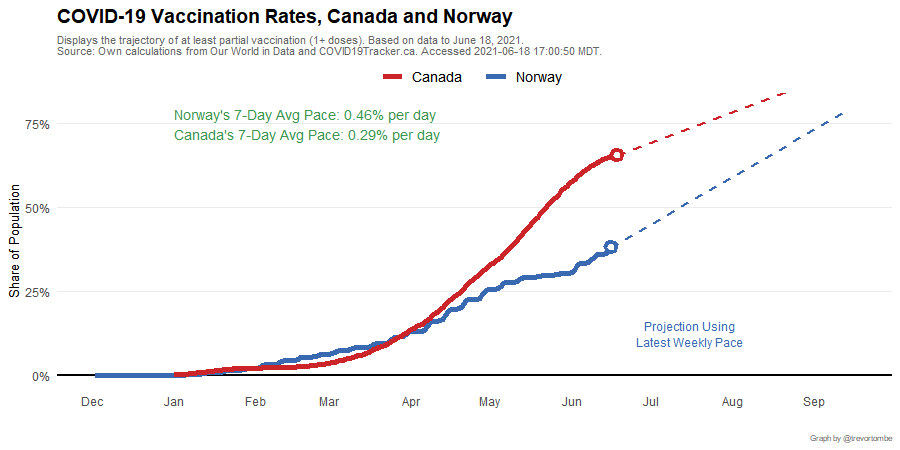 COVID-19 Vaccination Rates, Canada and Norway
Displays the trajectory of at least partial vaccination (1+ doses). Based on data to June 18, 2021.
Source: Own calculations from Our World in Data and COVID19Tracker.ca. Accessed 2021-06-18 17:00:50 MDT.
Canada Norway
Norway's 7-Day Avg Pace: 0.46% per day
Canada's 7-Day Avg Pace: 0.29% per day
Share of Population
75%
50%
25%
0%
Projection Using
Latest Weekly Pace
Dec Jan Feb Mar Apr May Jun Jul Aug Sep
Graph by @trevortombe